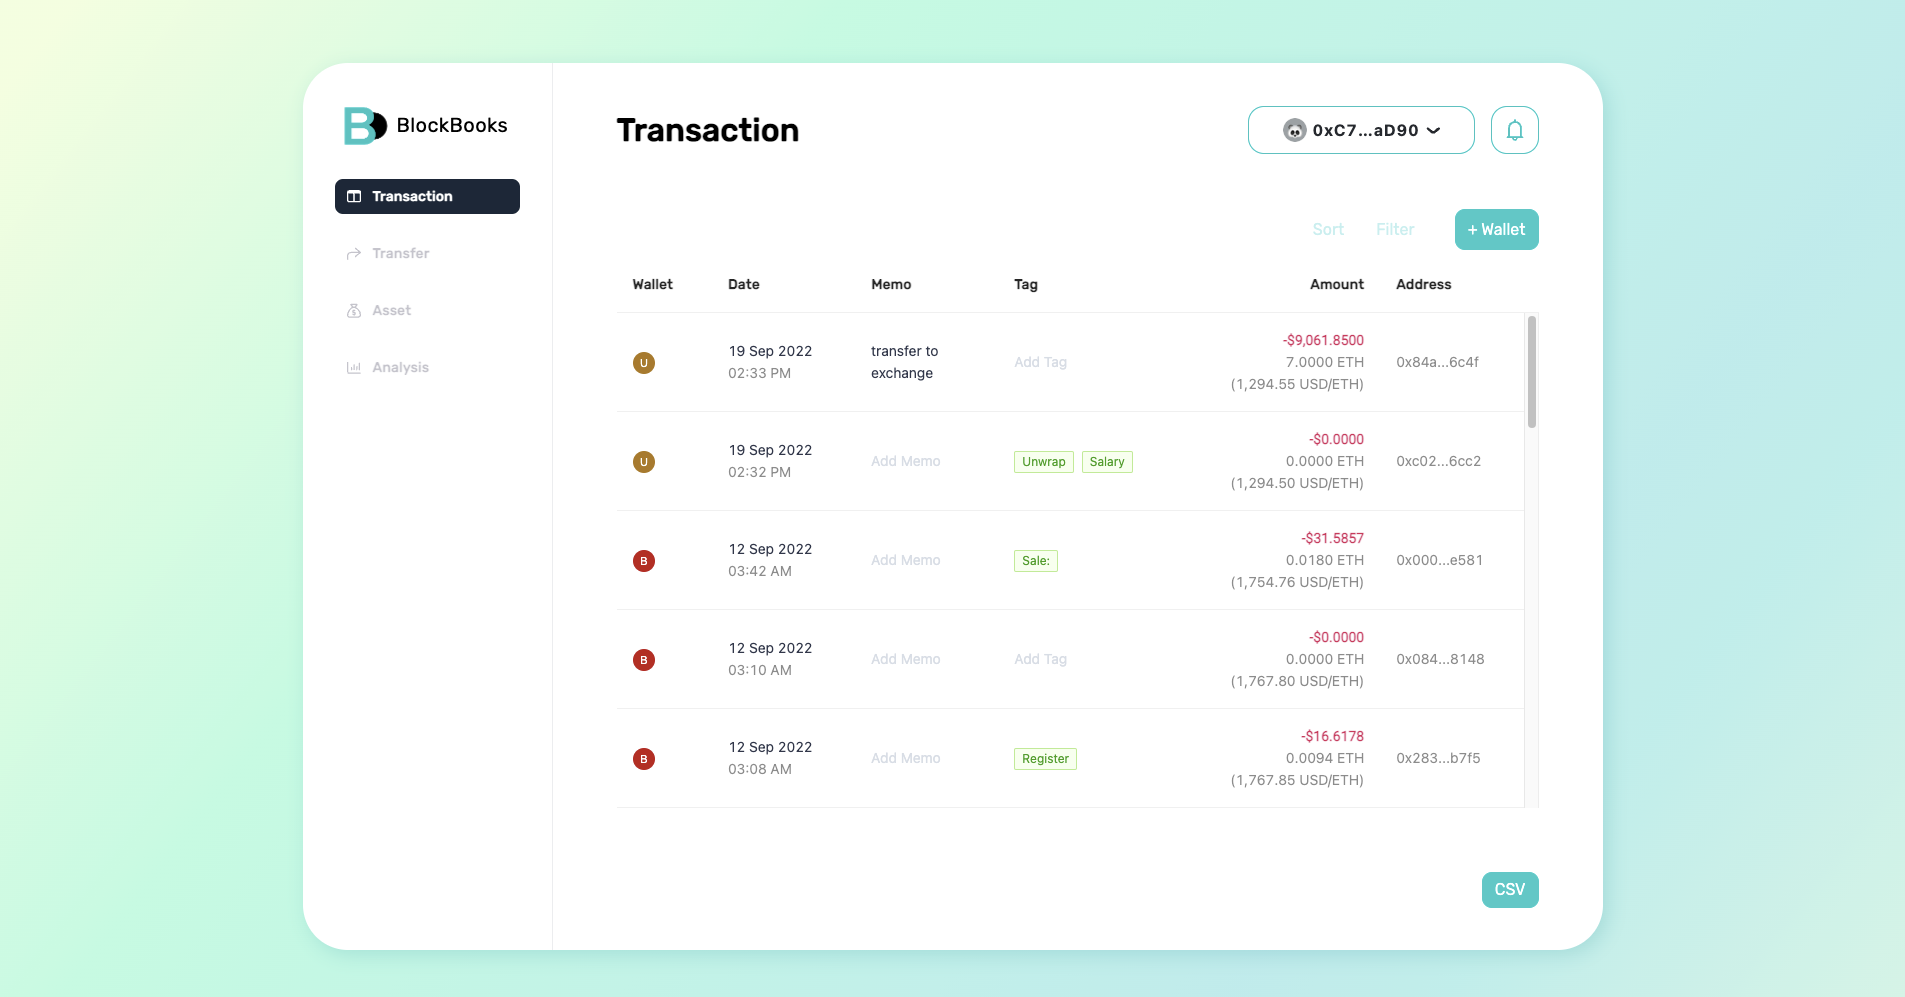 BlockBooks
Transaction
Transfer
Asset
Analysis
Transaction
0xC7...aD90
Sort Filter + Wallet
Wallet Date Memo Tag Amount Address
U
19 Sep 2022
02:33 PM
transfer to
exchange
Add Tag
-$9,061.8500
7.0000 ETH
(1,294.55 USD/ETH)
0x84a...6c4f
U
19 Sep 2022
02:32 PM
Add Memo
Unwrap Salary
-$0.0000
0.0000 ETH
(1,294.50 USD/ETH)
0xc02...6cc2
B
12 Sep 2022
03:42 AM
Add Memo
Sale:
-$31.5857
0.0180 ETH
(1,754.76 USD/ETH)
0x000...e581
B
12 Sep 2022
03:10 AM
Add Memo
Add Tag
-$0.0000
0.0000 ETH
(1,767.80 USD/ETH)
0x084...8148
B
12 Sep 2022
03:08 AM
Add Memo
Register
-$16.6178
0.0094 ETH
(1,767.85 USD/ETH)
0x283...b7f5
CSV